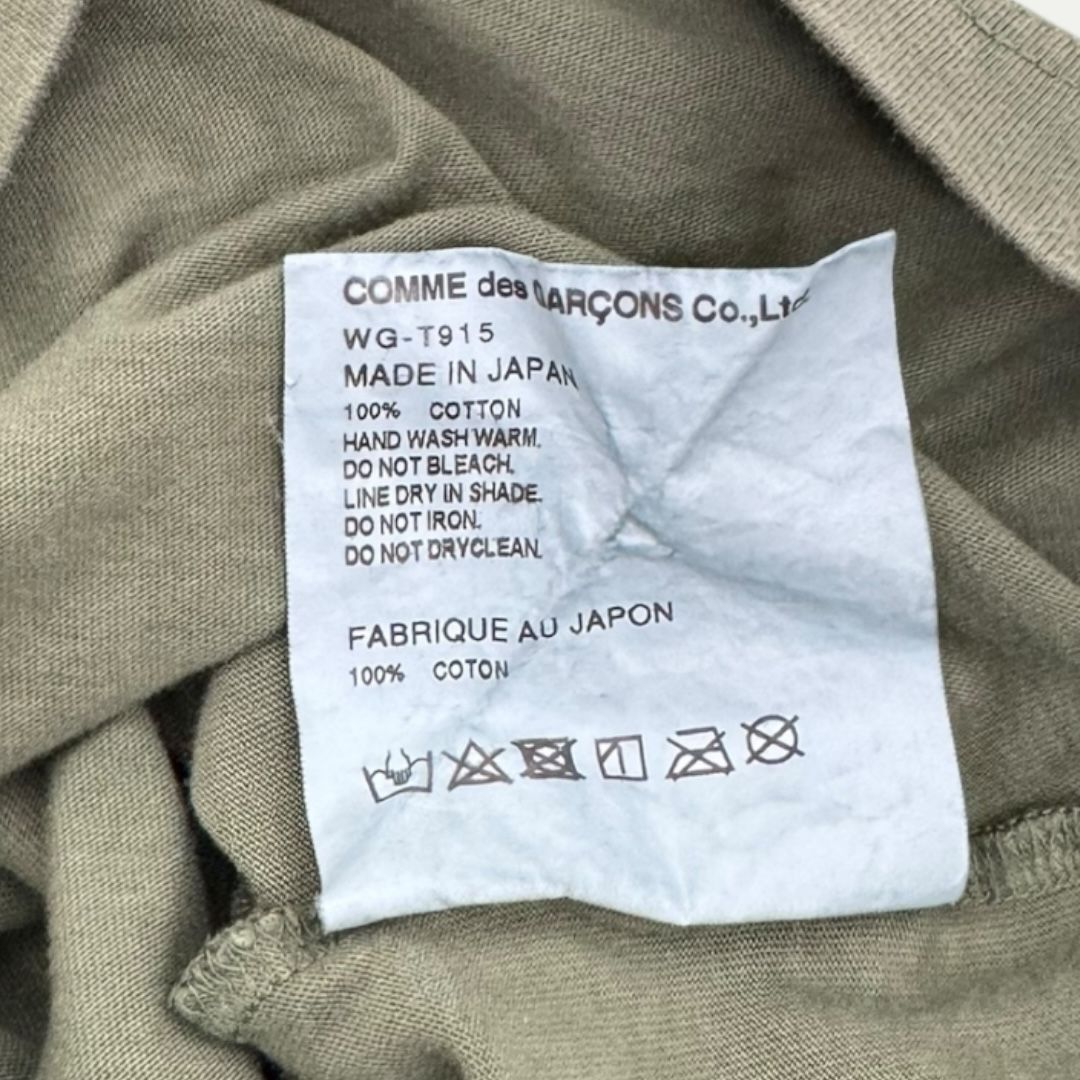 COMME des GARÇONS Co.,Ltd
WG-T915
MADE IN JAPAN
100% COTTON
HAND WASH WARM.
DO NOT BLEACH.
LINE DRY IN SHADE.
DO NOT IRON.
DO NOT DRYCLEAN.
FABRIQUE AU JAPON
100% COTON